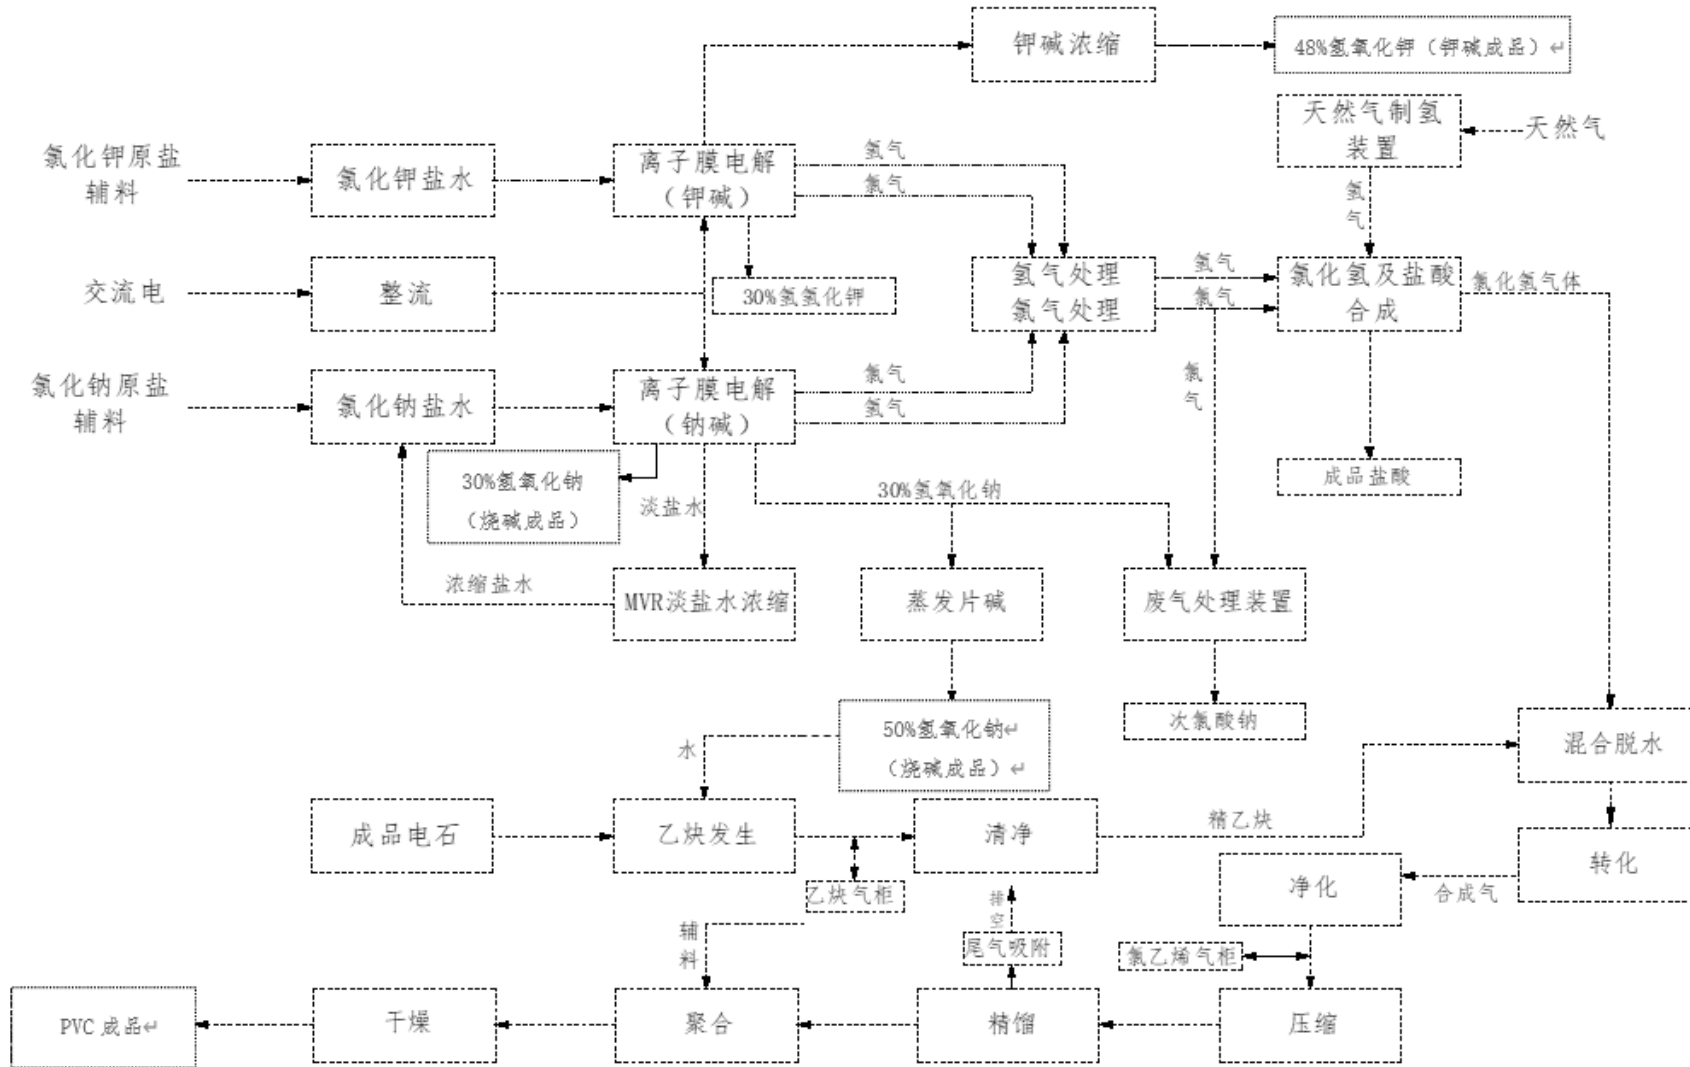 钾碱浓缩
48%氢氧化钾（钾碱成品）↵
天然气制氢
装置
天然气
氯化钾原盐
辅料
氯化钾盐水
离子膜电解
（钾碱）
氢气
氯气
氢
气
交流电
整流
30%氢氧化钾
氢气处理
氯气处理
氢气
氯气
氯化氢及盐酸
合成
氯化氢气体
氯化钠原盐
辅料
氯化钠盐水
离子膜电解
（钠碱）
氯气
氢气
氯
气
成品盐酸
30%氢氧化钠
（烧碱成品）
淡盐水
30%氢氧化钠
浓缩盐水
MVR淡盐水浓缩
蒸发片碱
废气处理装置
50%氢氧化钠↵
（烧碱成品）↵
次氯酸钠
水
混合脱水
成品电石
乙炔发生
清净
精乙炔
转化
乙炔气柜
排
空
净化
合成气
辅
料
尾气吸附
氯乙烯气柜
PVC 成品↵
干燥
聚合
精馏
压缩